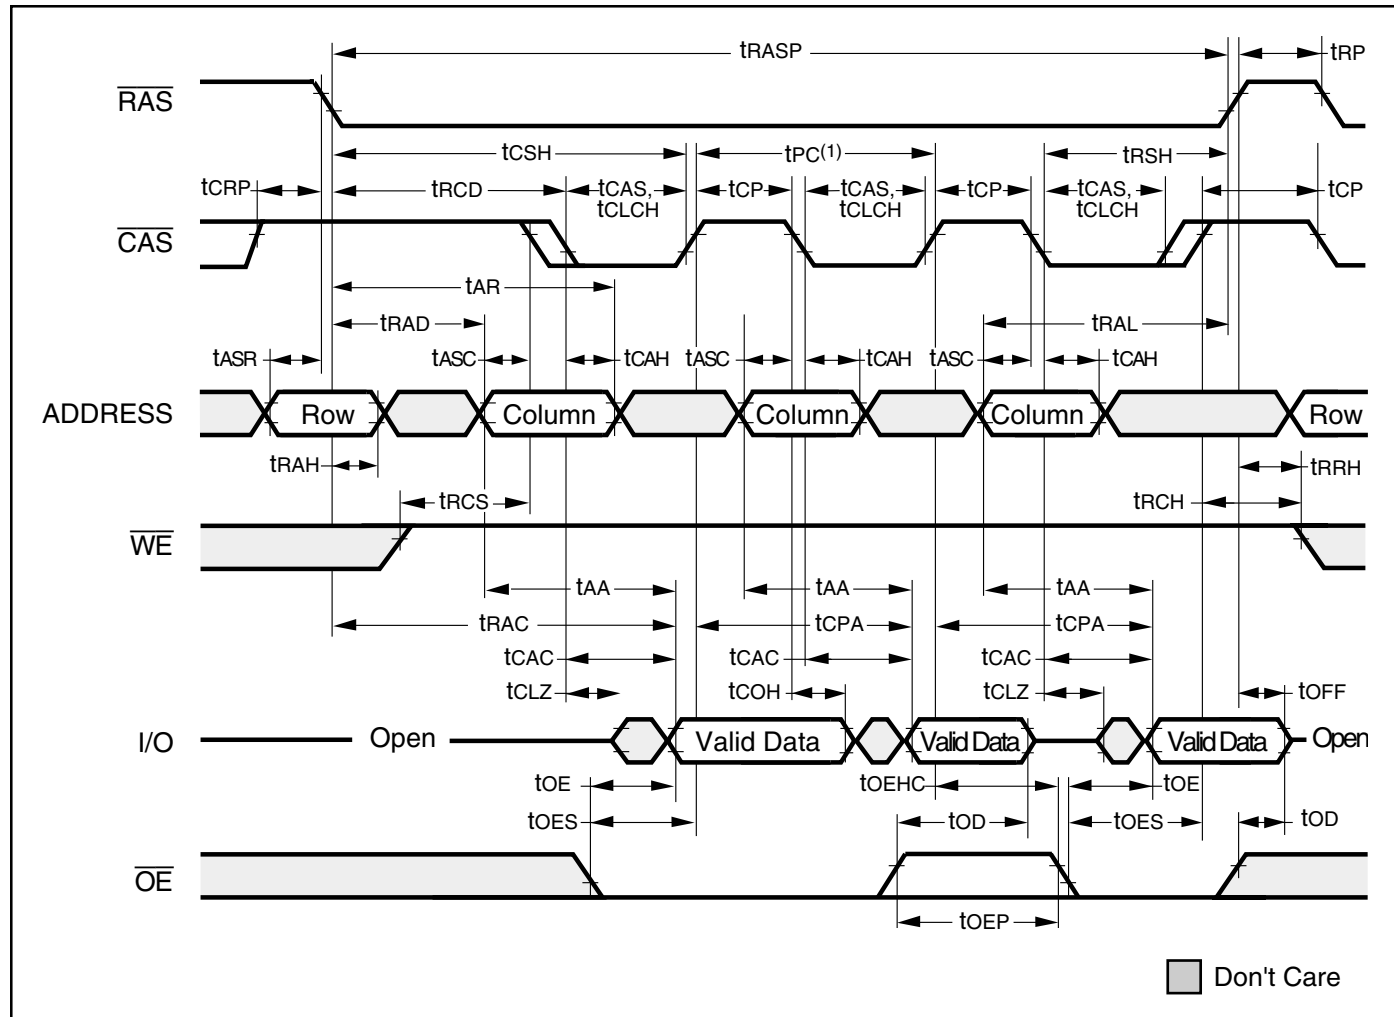 tRASP tRP
RAS
tCSH tPC(1) tRSH
tCRP tRCD tCAS, tCLCH tCP tCAS, tCLCH tCP tCAS, tCLCH tCP
CAS
tAR
tRAD tRAL
tASR tASC tCAH tASC tCAH tASC tCAH
ADDRESS Row Column Column Column Row
tRAH tRRH
tRCS tRCH
WE
tAA tAA tAA
tRAC tCPA tCPA
tCAC tCAC tCAC
tCLZ tCOH tCLZ tOFF
I/O Open Valid Data Valid Data Valid Data Open
tOE tOEHC tOE
tOES tOD tOES tOD
OE
tOEP
Don't Care